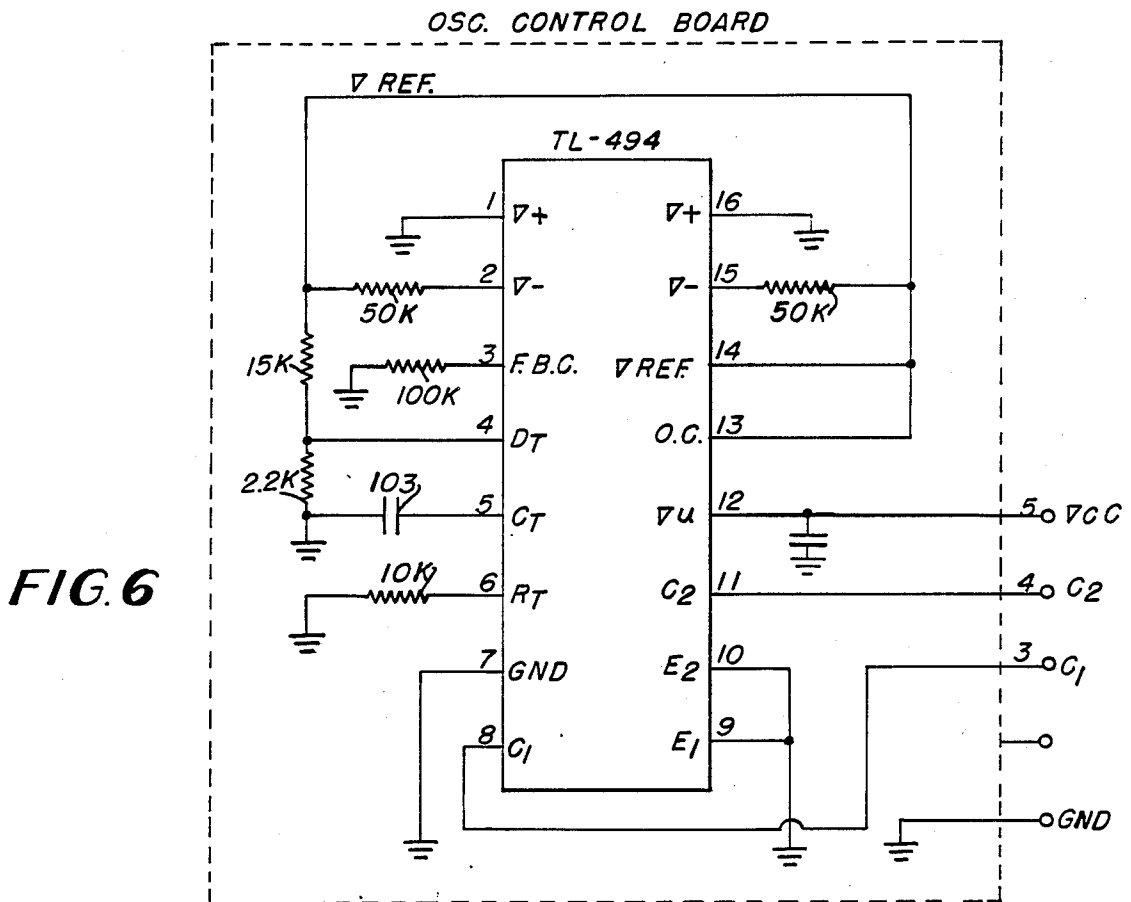 OSC. CONTROL BOARD
∇ REF.
TL-494
1 ∇+
∇+ 16
2 ∇-
∇- 15
50K
50K
15K
3 F.B.C.
∇ REF. 14
100K
4 DT
O.C. 13
2.2K
103
5 CT
∇u 12
5 ∇CC
FIG. 6
10K
6 RT
C2 11
4 C2
7 GND
E2 10
3 C1
8 C1
E1 9
GND